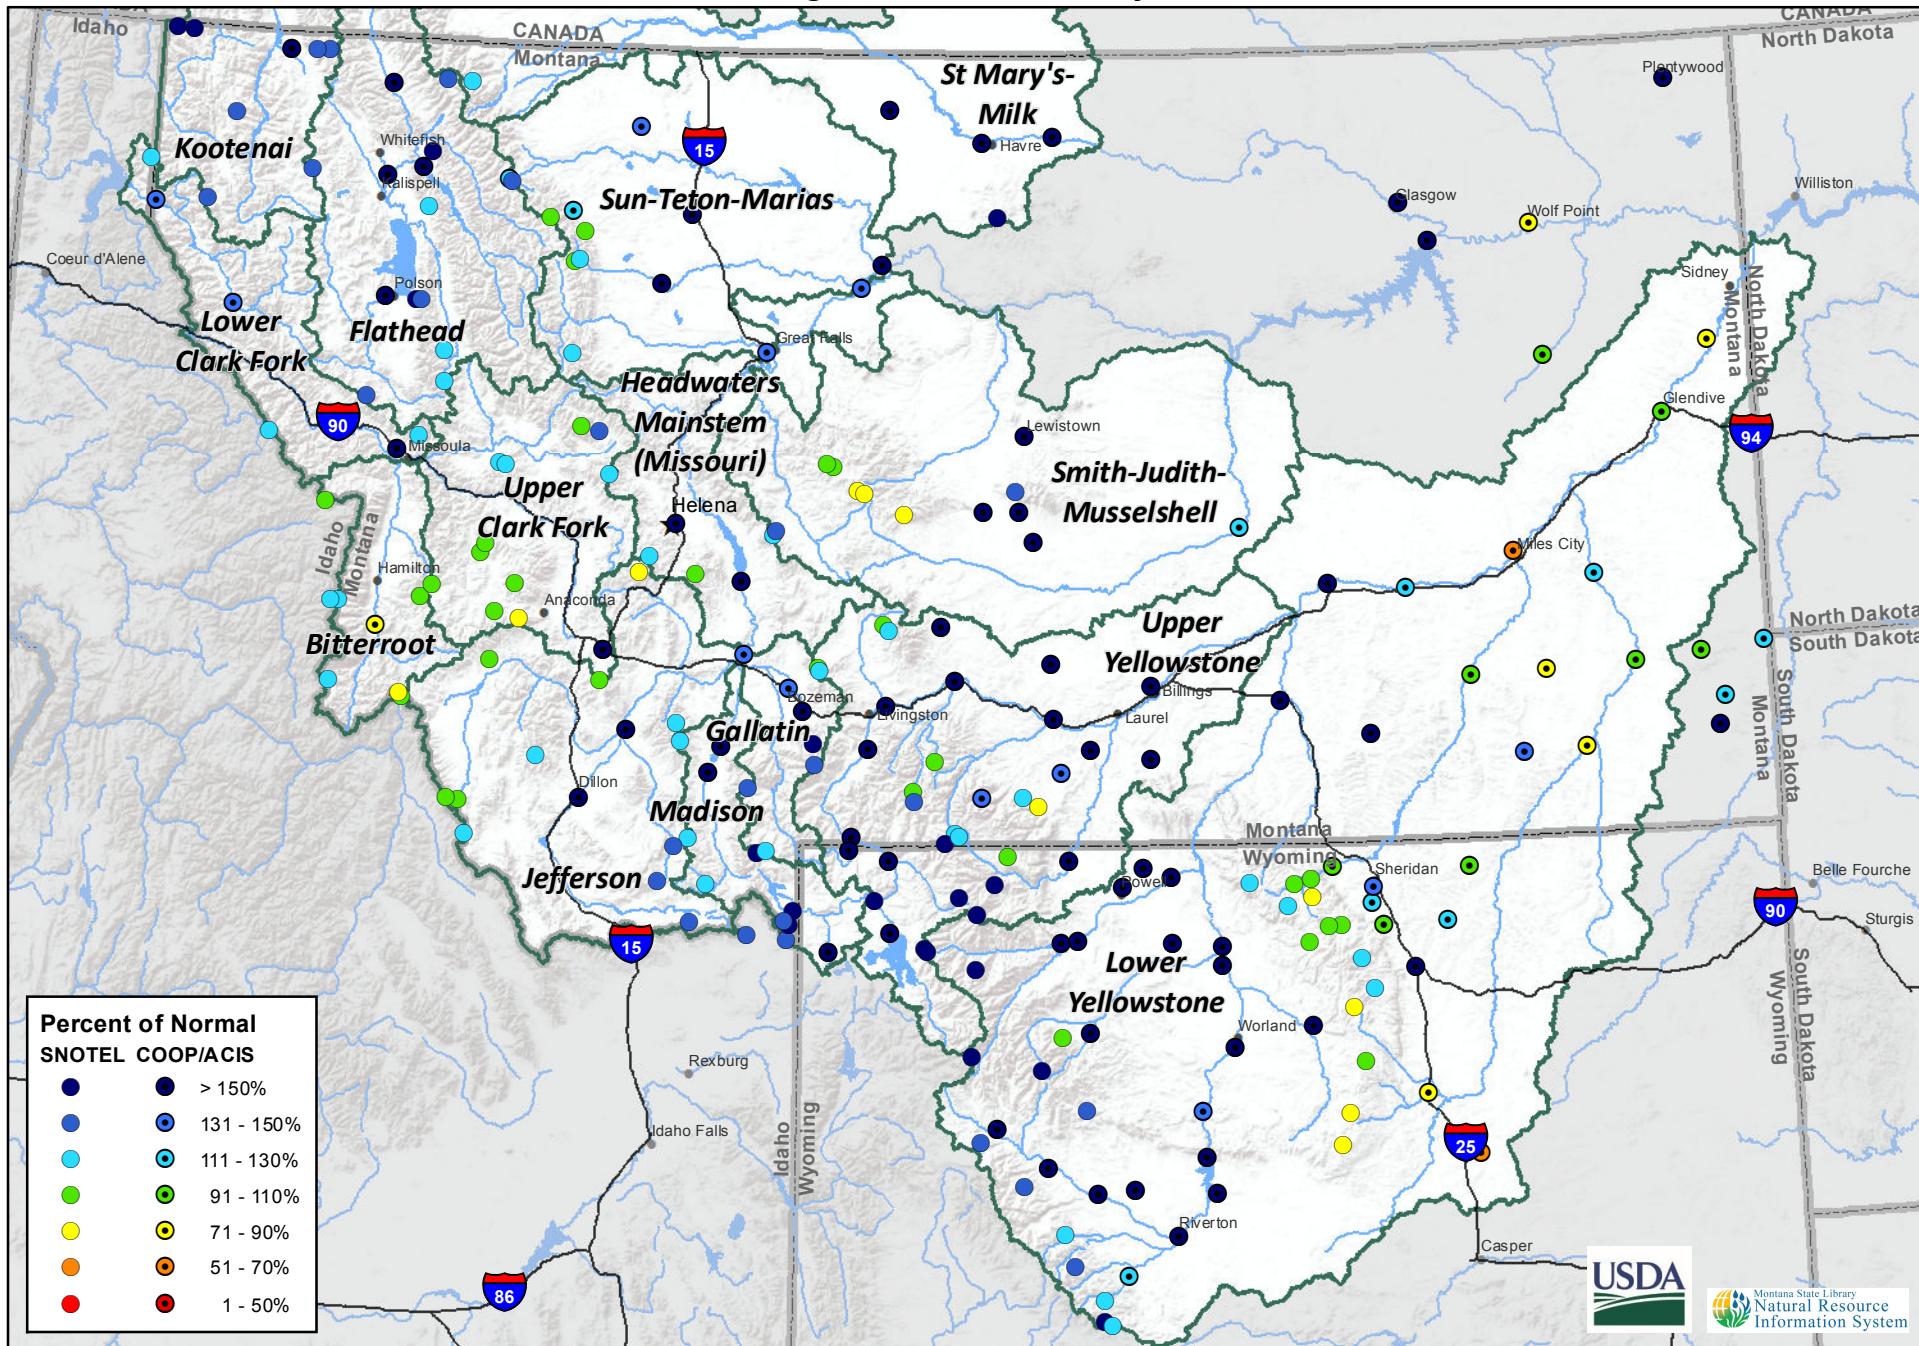 CANADA
Idaho
CANADA
Montana
CANADA
North Dakota
St Mary's-
Milk
Plentywood
Kootenai
Whitefish
Kalispell
15
Havre
Sun-Teton-Marias
Glasgow
Wolf Point
Williston
Coeur d'Alene
Polson
Sidney
North Dakota
Montana
Lower
Clark Fork
Flathead
Great Falls
Headwaters
Mainstem
(Missouri)
Glendive
90
Missoula
Lewistown
94
Upper
Clark Fork
Helena
Smith-Judith-
Musselshell
Idaho
Montana
Miles City
Hamilton
Anaconda
North Dakota
South Dakota
Bitterroot
Upper
Yellowstone
Billings
Bozeman
Livingston
Laurel
South Dakota
Montana
Gallatin
Dillon
Madison
Montana
Wyoming
Jefferson
Powell
Sheridan
Belle Fourche
90
Sturgis
15
Lower
Yellowstone
South Dakota
Wyoming
Worland
Rexburg
Idaho Falls
Idaho
Wyoming
25
Riverton
Casper
86
Percent of Normal
SNOTEL COOP/ACIS
> 150%
131 - 150%
111 - 130%
91 - 110%
71 - 90%
51 - 70%
1 - 50%
USDA
Montana State Library
Natural Resource
Information System